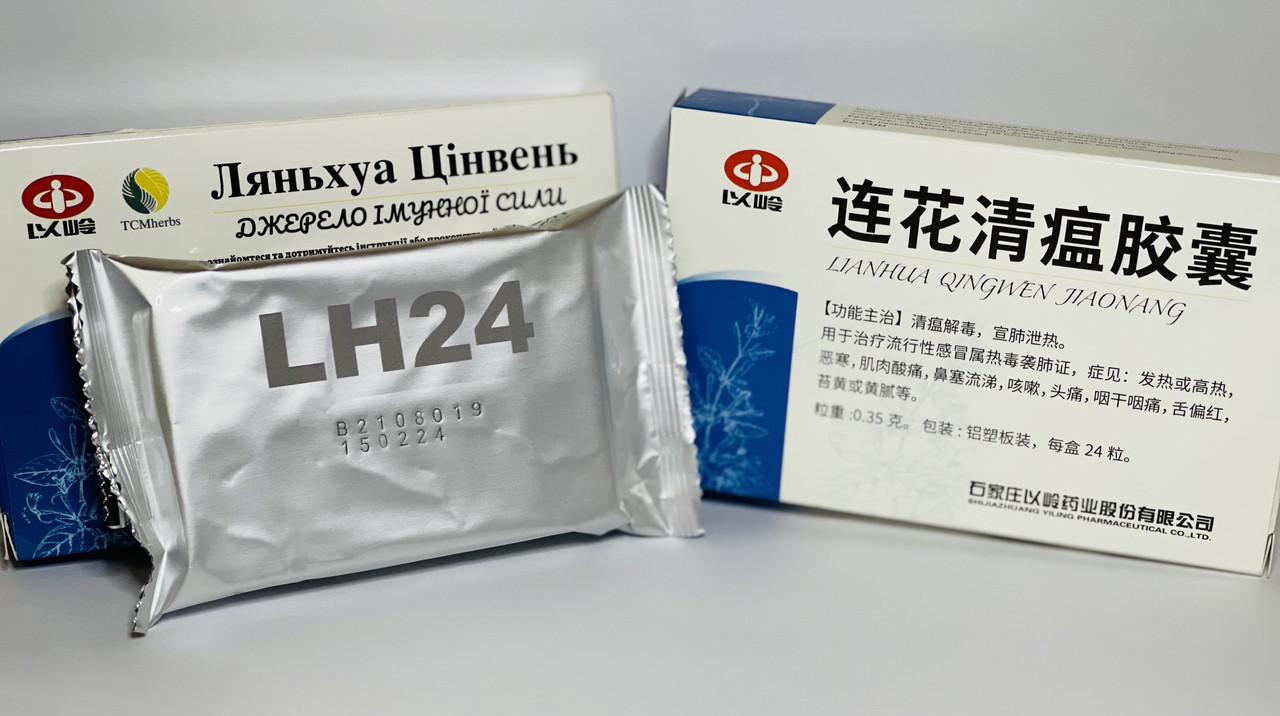 以岭
TCMherbs
Ляньхуа Цінвень
ДЖЕРЕЛО ІМУННОЇ СИЛИ
та дотримуйтесь інструкції або
LH24
B2108019
150224
以岭
连花清瘟胶囊
LIANHUA QINGWEN JIAONANG
【功能主治】清瘟解毒，宣肺泄热。
用于治疗流行性感冒属热毒袭肺证，症见：发热或高热，
恶寒，肌肉酸痛，鼻塞流涕，咳嗽，头痛，咽干咽痛，舌偏红，
苔黄或黄腻等。
粒重:0.35 克。 包装：铝塑板装，每盒 24 粒。
石家庄以岭药业股份有限公司
SHIJIAZHUANG YILING PHARMACEUTICAL CO.,LTD.